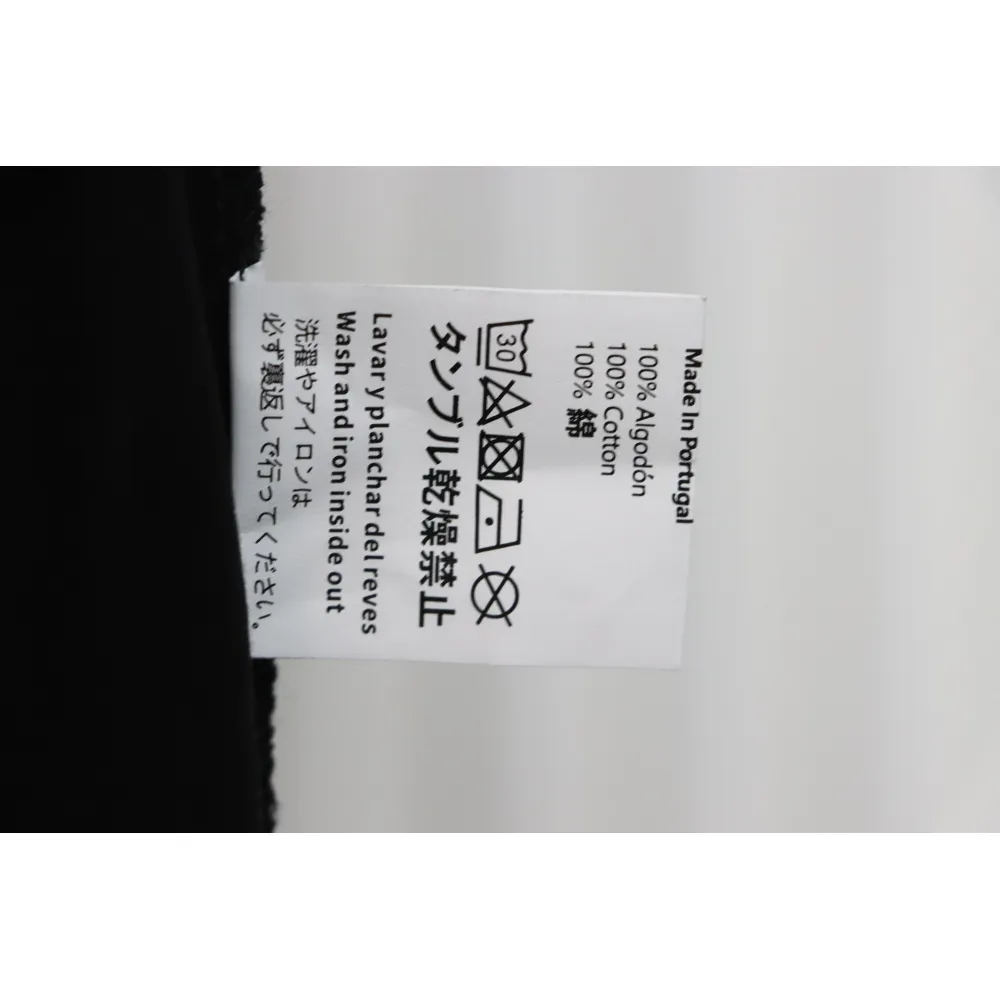 Made In Portugal
100% Algodón
100% Cotton
100% 綿
30
タンブル乾燥禁止
Lavar y planchar del reves
Wash and iron inside out
洗濯やアイロンは
必ず裏返しで行ってください。